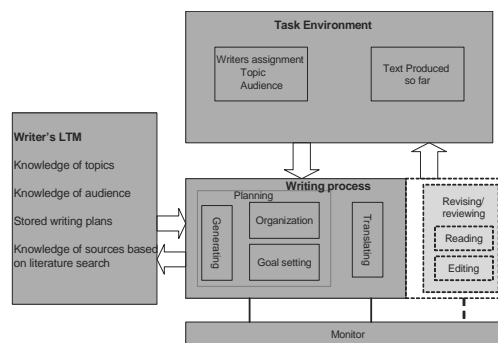 Task Environment
Writers assignment
Topic
Audience
Text Produced
so far
Writer's LTM
Knowledge of topics
Knowledge of audience
Stored writing plans
Knowledge of sources based
on literature search
Writing process
Planning
Generating
Organization
Goal setting
Translating
Revising/
reviewing
Reading
Editing
Monitor